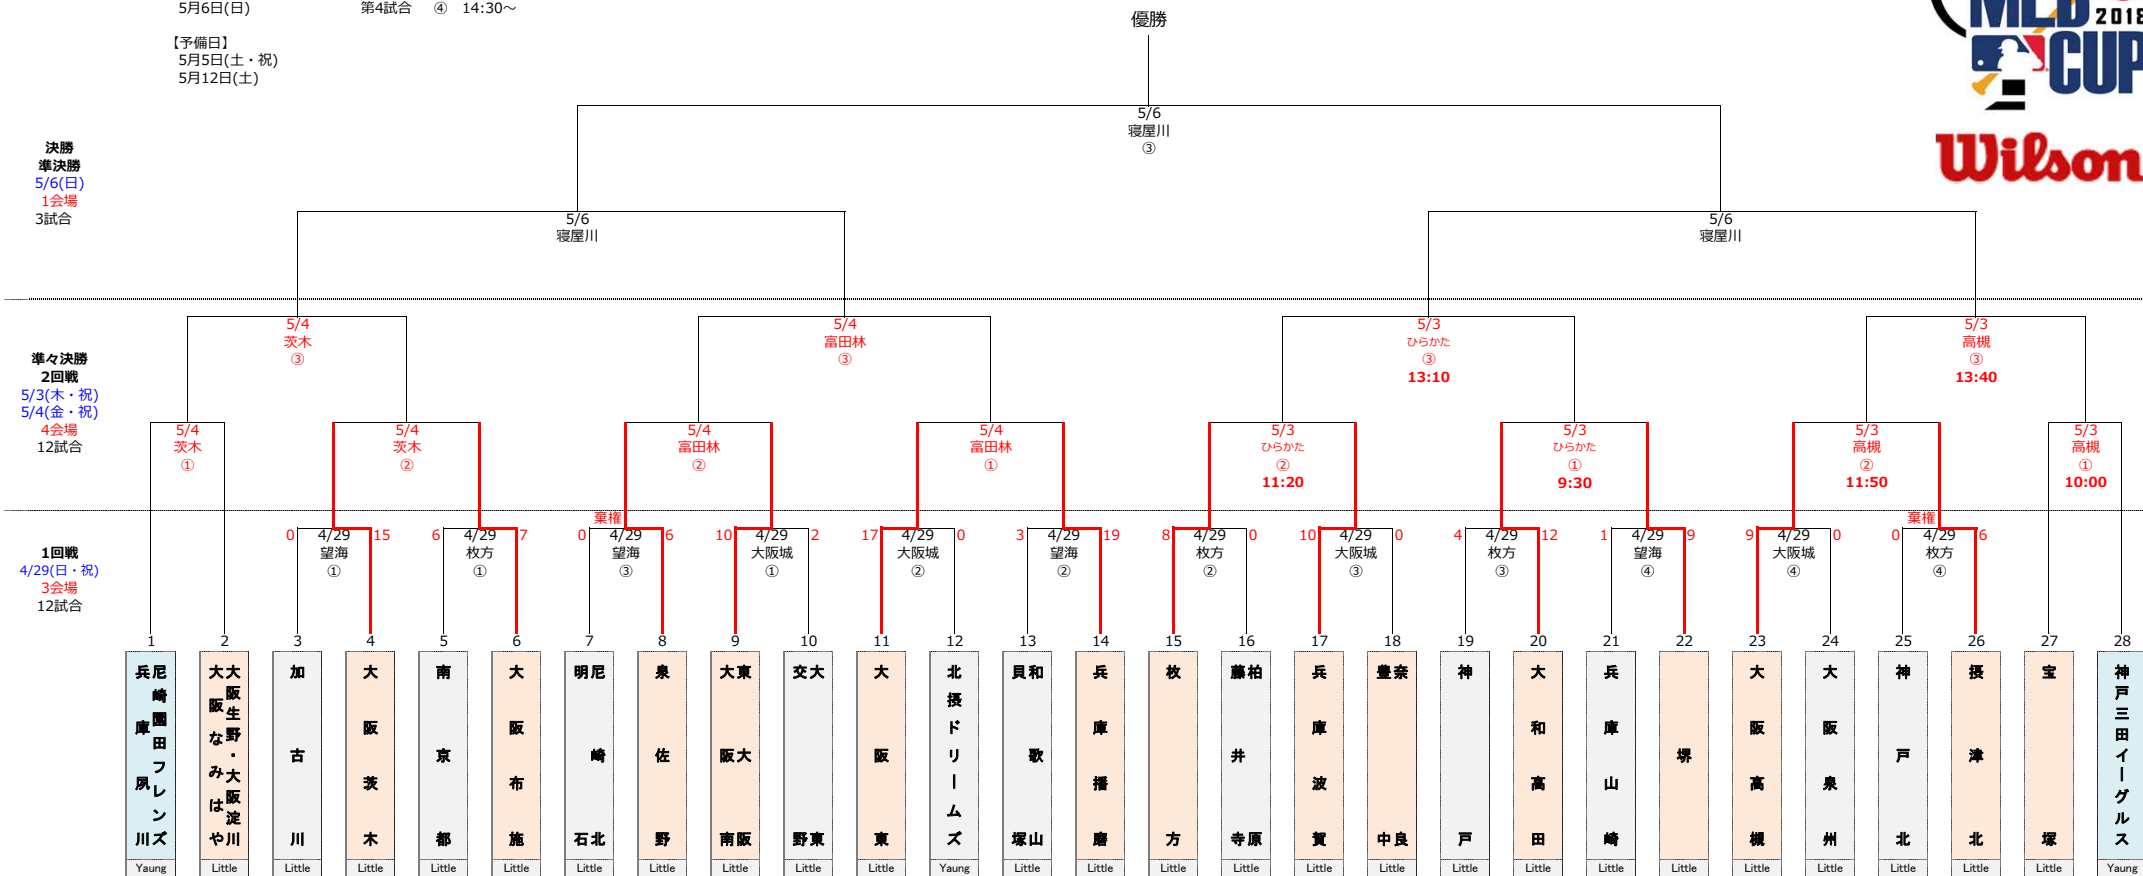 5月6日(日) 第4試合 ④ 14:30～
【予備日】
5月5日(土・祝)
5月12日(土)
優勝
MLB 2018
CUP
Wilson
5/6
寝屋川
③
決勝
準決勝
5/6(日)
1会場
3試合
5/6
寝屋川
5/6
寝屋川
準々決勝
2回戦
5/3(木・祝)
5/4(金・祝)
4会場
12試合
5/4
茨木
③
5/4
富田林
③
5/3
ひらかた
③
13:10
5/3
高槻
③
13:40
5/4
茨木
①
5/4
茨木
②
5/4
富田林
②
5/4
富田林
①
5/3
ひらかた
②
11:20
5/3
ひらかた
①
9:30
5/3
高槻
②
11:50
5/3
高槻
①
10:00
1回戦
4/29(日・祝)
3会場
12試合
0 4/29 15
望海
①
6 4/29 7
枚方
①
棄権
0 4/29 6
望海
③
10 4/29 2
大阪城
①
17 4/29 0
大阪城
②
3 4/29 19
望海
②
8 4/29 0
枚方
②
10 4/29 0
大阪城
③
4 4/29 12
枚方
③
1 4/29 9
望海
④
9 4/29 0
大阪城
④
棄権
0 4/29 6
枚方
④
1 2 3 4 5 6 7 8 9 10 11 12 13 14 15 16 17 18 19 20 21 22 23 24 25 26 27 28
尼崎園田フレンズ
兵庫夙川
大阪生野・大阪淀川
大阪なみはや
加古川
大阪茨木
南京都
大阪布施
尼崎北
明石
泉佐野
東大阪
大阪南
大東
交野
大阪東
北摂ドリームズ
和歌山
貝塚
兵庫播磨
枚方
柏原
藤井寺
兵庫波賀
奈良
豊中
神戸
大和高田
兵庫山崎
堺
大阪高槻
大阪泉州
神戸北
摂津北
宝塚
神戸三田イーグルス
Yaung Little Little Little Little Little Little Little Little Little Little Yaung Little Little Little Little Little Little Little Little Little Little Little Little Little Little Little Yaung